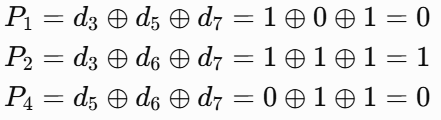 P₁ = d₃ ⊕ d₅ ⊕ d₇ = 1 ⊕ 0 ⊕ 1 = 0
P₂ = d₃ ⊕ d₆ ⊕ d₇ = 1 ⊕ 1 ⊕ 1 = 1
P₄ = d₅ ⊕ d₆ ⊕ d₇ = 0 ⊕ 1 ⊕ 1 = 0